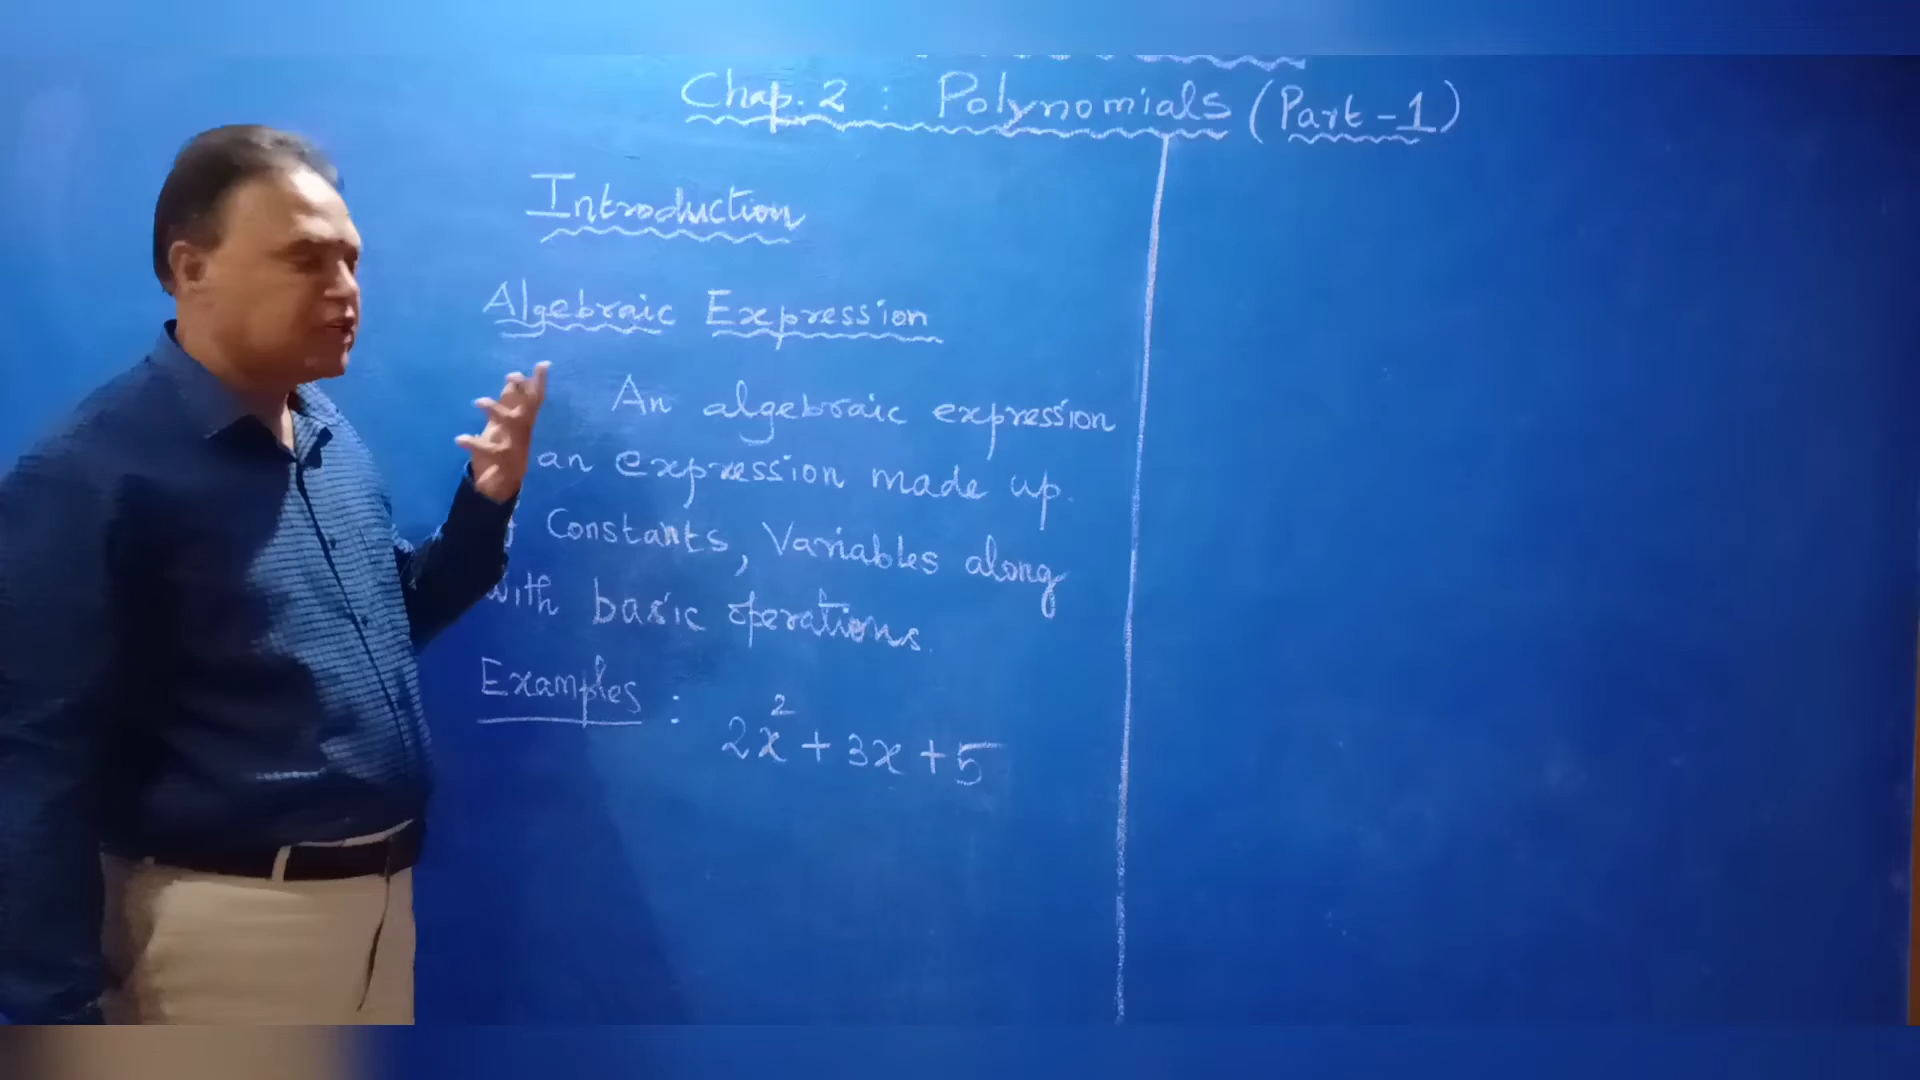 Chap. 2 : Polynomials (Part-1)
Introduction
Algebraic Expression
An algebraic expression
an expression made up.
Constants, Variables along
with basic operations.
Examples : 2x² + 3x + 5